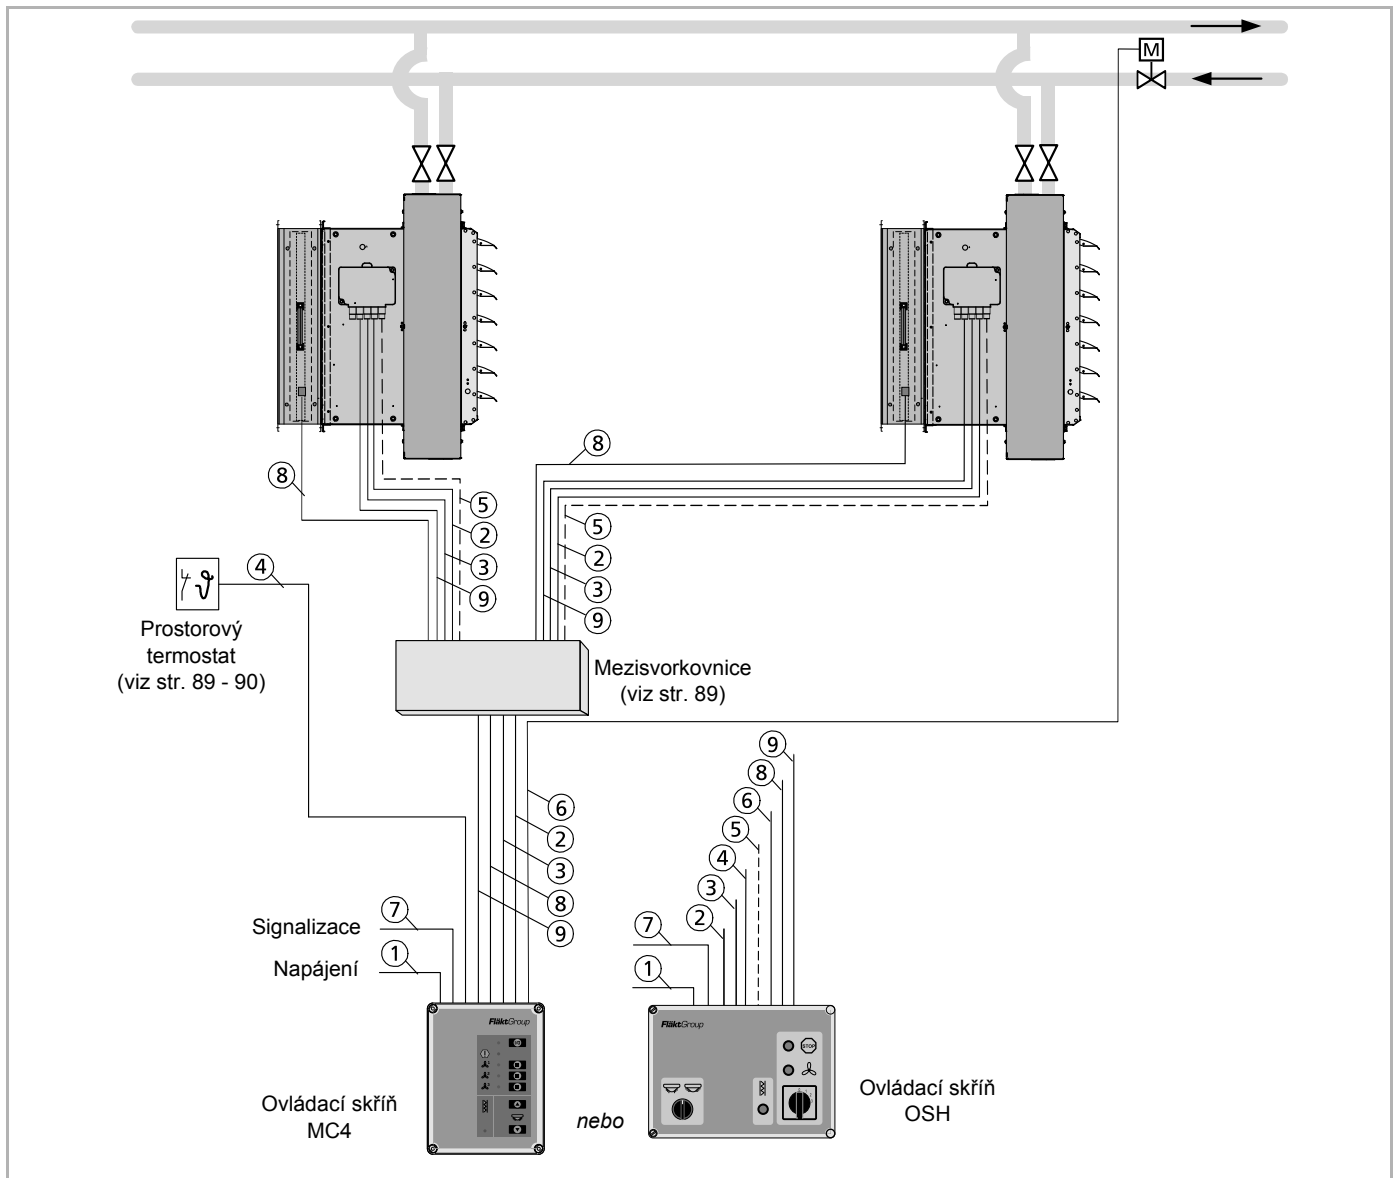 M
8
8
5
2
3
9
5
2
3
9
4
Prostorový
termostat
(viz str. 89 - 90)
Mezisvorkovnice
(viz str. 89)
6
2
3
8
9
9
8
6
5
4
3
2
7
1
Signalizace
7
Napájení
1
FläktGroup
FläktGroup
STOP
Ovládací skříň
MC4
nebo
Ovládací skříň
OSH